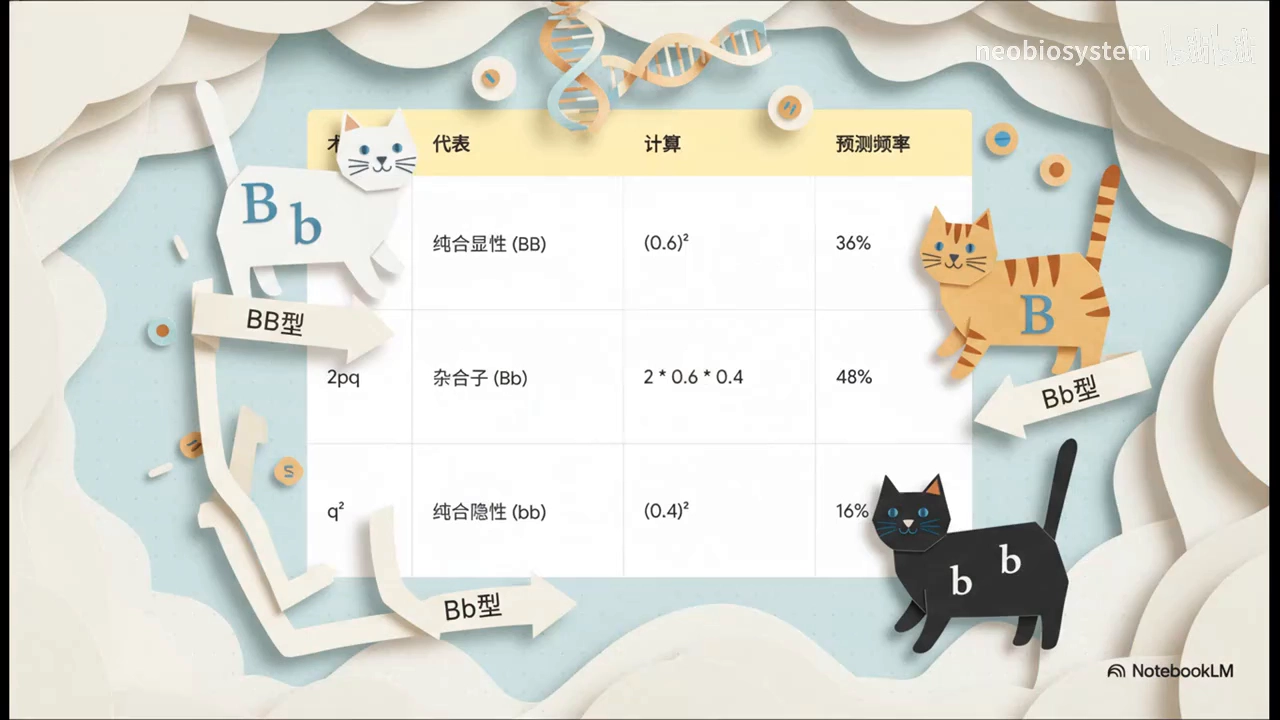 neobiosystem bilibili
代表 计算 预测频率
B b
纯合显性 (BB) (0.6)² 36%
B
BB型
2pq 杂合子 (Bb) 2 * 0.6 * 0.4 48%
Bb型
S
q² 纯合隐性 (bb) (0.4)² 16%
b b
Bb型
NotebookLM